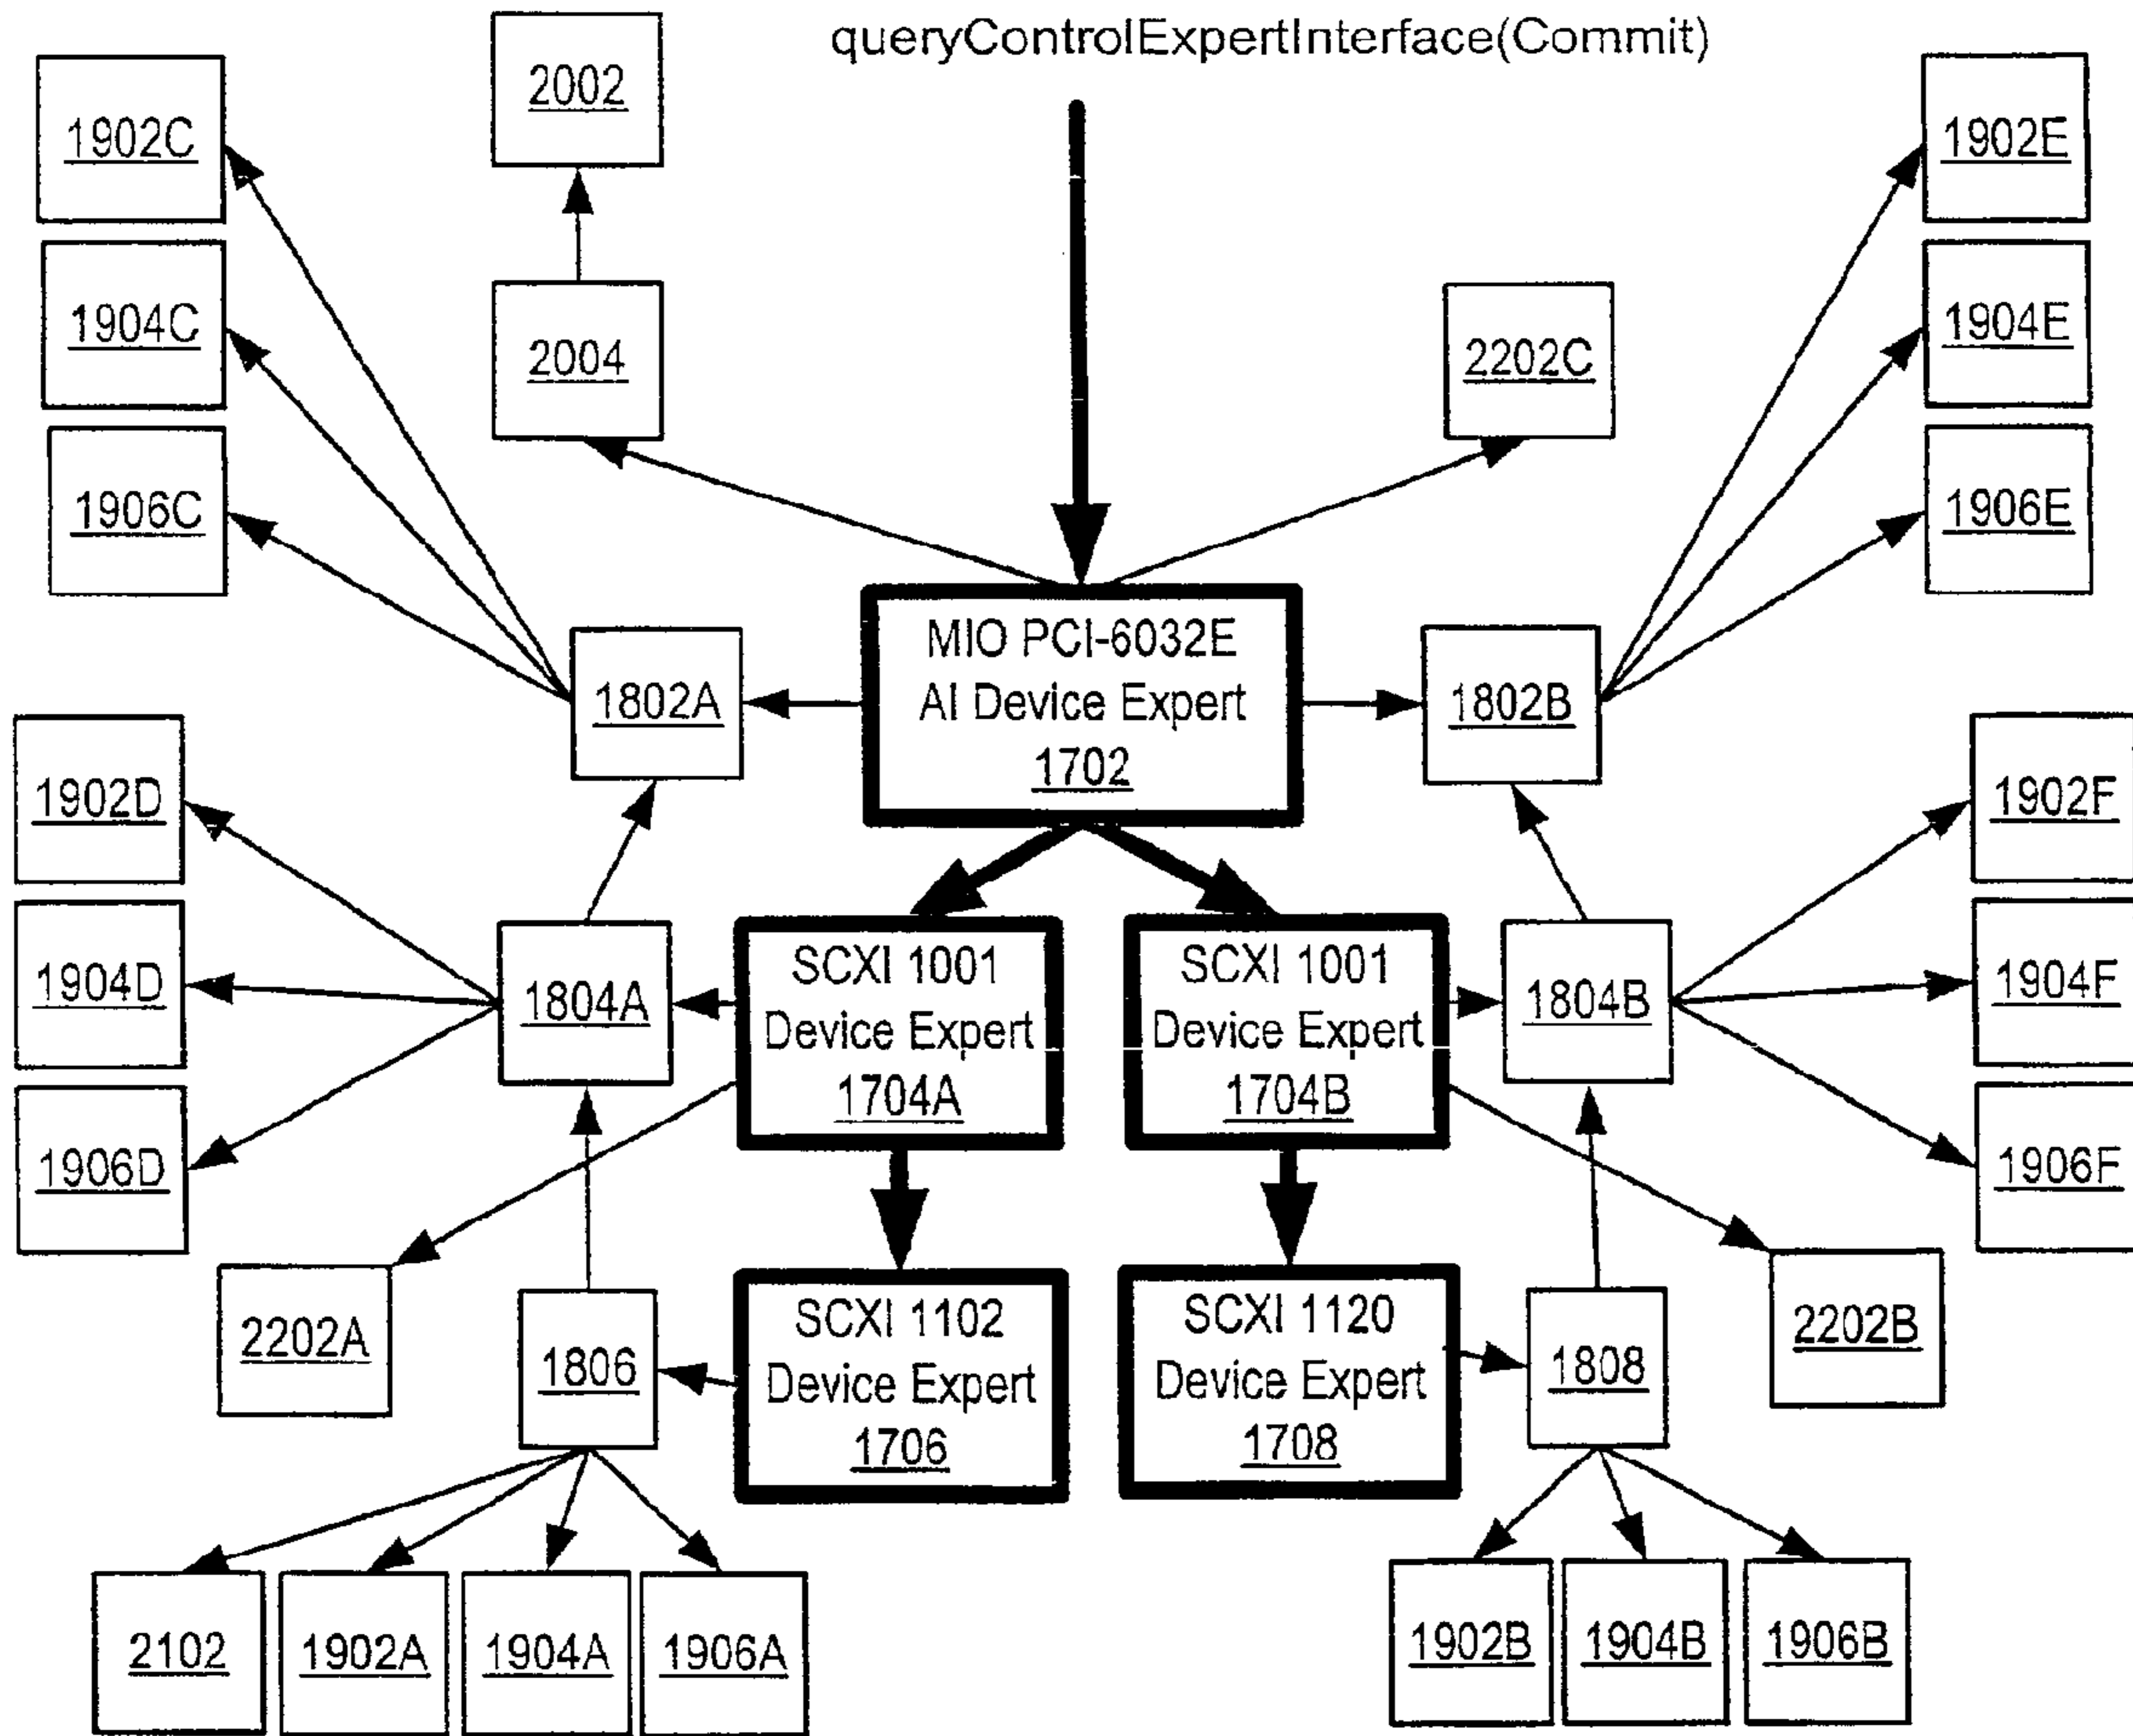 queryControlExpertInterface(Commit)
2002
1902C
1902E
1904C
2004
2202C
1904E
1906C
1906E
MIO PCI-6032E
AI Device Expert
1702
1802A
1802B
1902D
1902F
1904D
1804A
SCXI 1001
Device Expert
1704A
SCXI 1001
Device Expert
1704B
1804B
1904F
1906D
1906F
2202A
1806
SCXI 1102
Device Expert
1706
SCXI 1120
Device Expert
1708
1808
2202B
2102
1902A
1904A
1906A
1902B
1904B
1906B